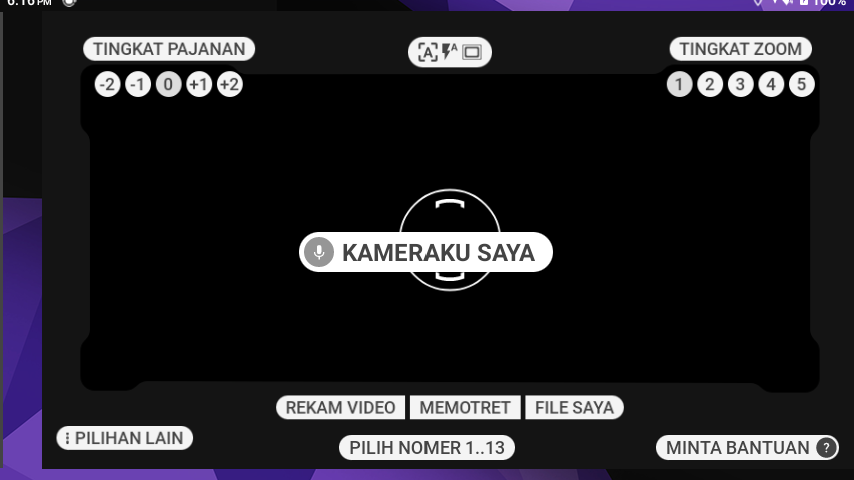 100%
TINGKAT PAJANAN
TINGKAT ZOOM
-2 -1 0 +1 +2
1 2 3 4 5
KAMERAKU SAYA
REKAM VIDEO
MEMOTRET
FILE SAYA
PILIHAN LAIN
PILIH NOMER 1..13
MINTA BANTUAN ?